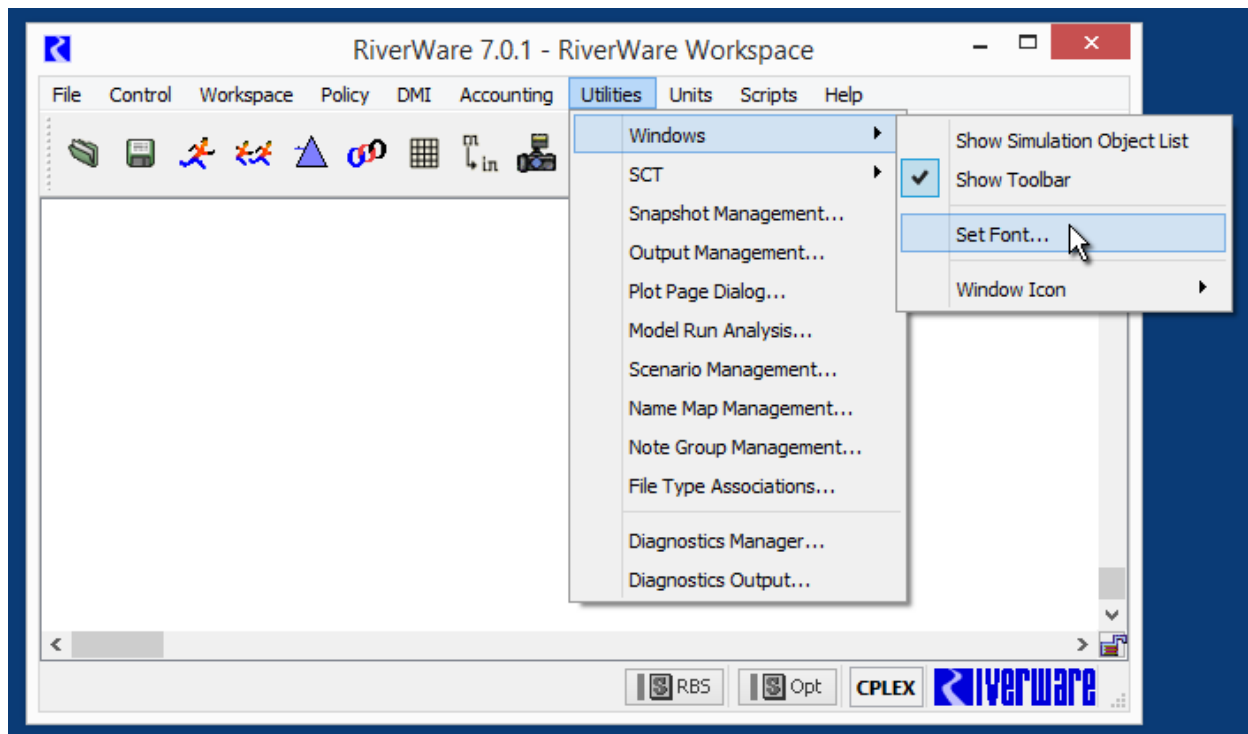 RiverWare 7.0.1 - RiverWare Workspace
File Control Workspace Policy DMI Accounting Utilities Units Scripts Help
in
Windows
SCT
Snapshot Management...
Output Management...
Plot Page Dialog...
Model Run Analysis...
Scenario Management...
Name Map Management...
Note Group Management...
File Type Associations...
Diagnostics Manager...
Diagnostics Output...
Show Simulation Object List
Show Toolbar
Set Font...
Window Icon
S RBS S Opt CPLEX Riverware